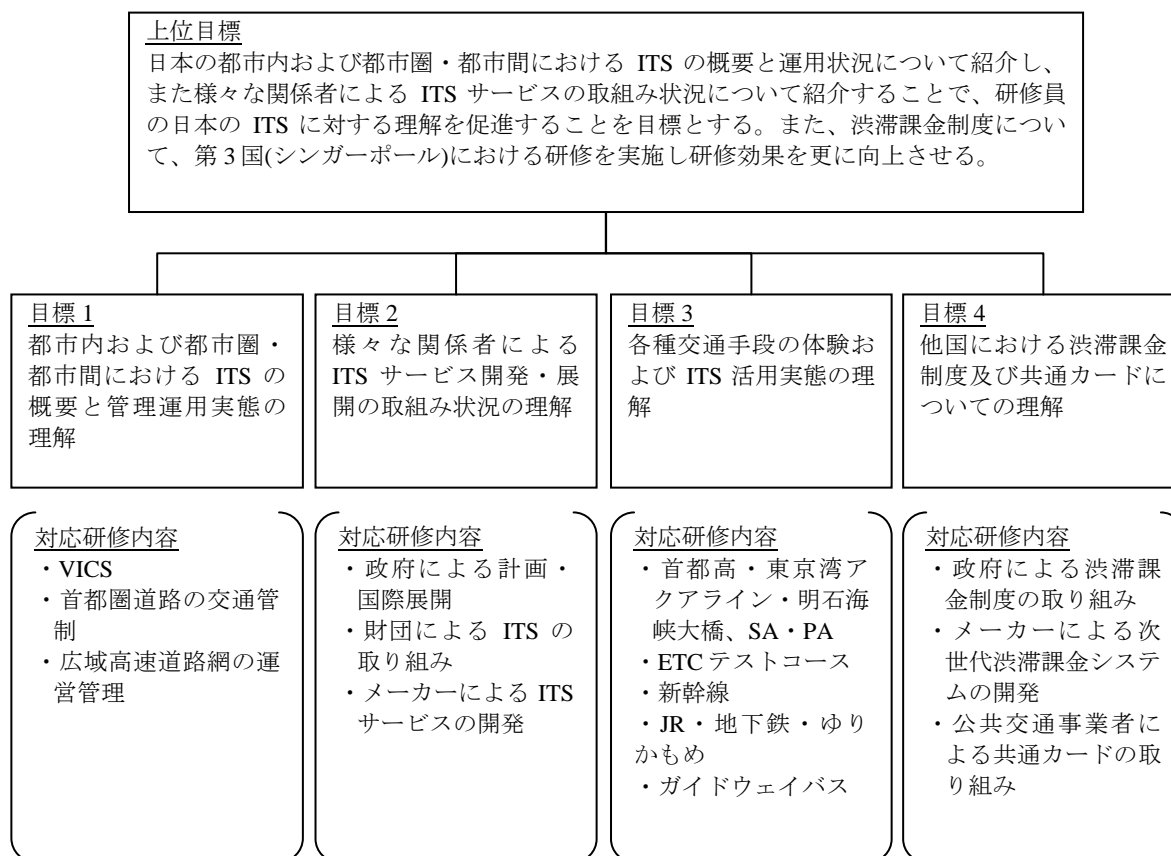 上位目標
日本の都市内および都市圏・都市間における ITS の概要と運用状況について紹介し、
また様々な関係者による ITS サービスの取組み状況について紹介することで、研修員
の日本の ITS に対する理解を促進することを目標とする。また、渋滞課金制度につい
て、第 3 国(シンガーポール)における研修を実施し研修効果を更に向上させる。
目標 1
都市内および都市圏・
都市間における ITS の
概要と管理運用実態の
理解
目標 2
様々な関係者による
ITS サービス開発・展
開の取組み状況の理解
目標 3
各種交通手段の体験お
よび ITS 活用実態の理
解
目標 4
他国における渋滞課金
制度及び共通カードに
ついての理解
対応研修内容
・VICS
・首都圏道路の交通管
制
・広域高速道路網の運
営管理
対応研修内容
・政府による計画・
国際展開
・財団による ITS の
取り組み
・メーカーによる ITS
サービスの開発
対応研修内容
・首都高・東京湾ア
クアライン・明石海
峡大橋、SA・PA
・ETC テストコース
・新幹線
・JR・地下鉄・ゆり
かもめ
・ガイドウェイバス
対応研修内容
・政府による渋滞課
金制度の取り組み
・メーカーによる次
世代渋滞課金システ
ムの開発
・公共交通事業者に
よる共通カードの取
り組み